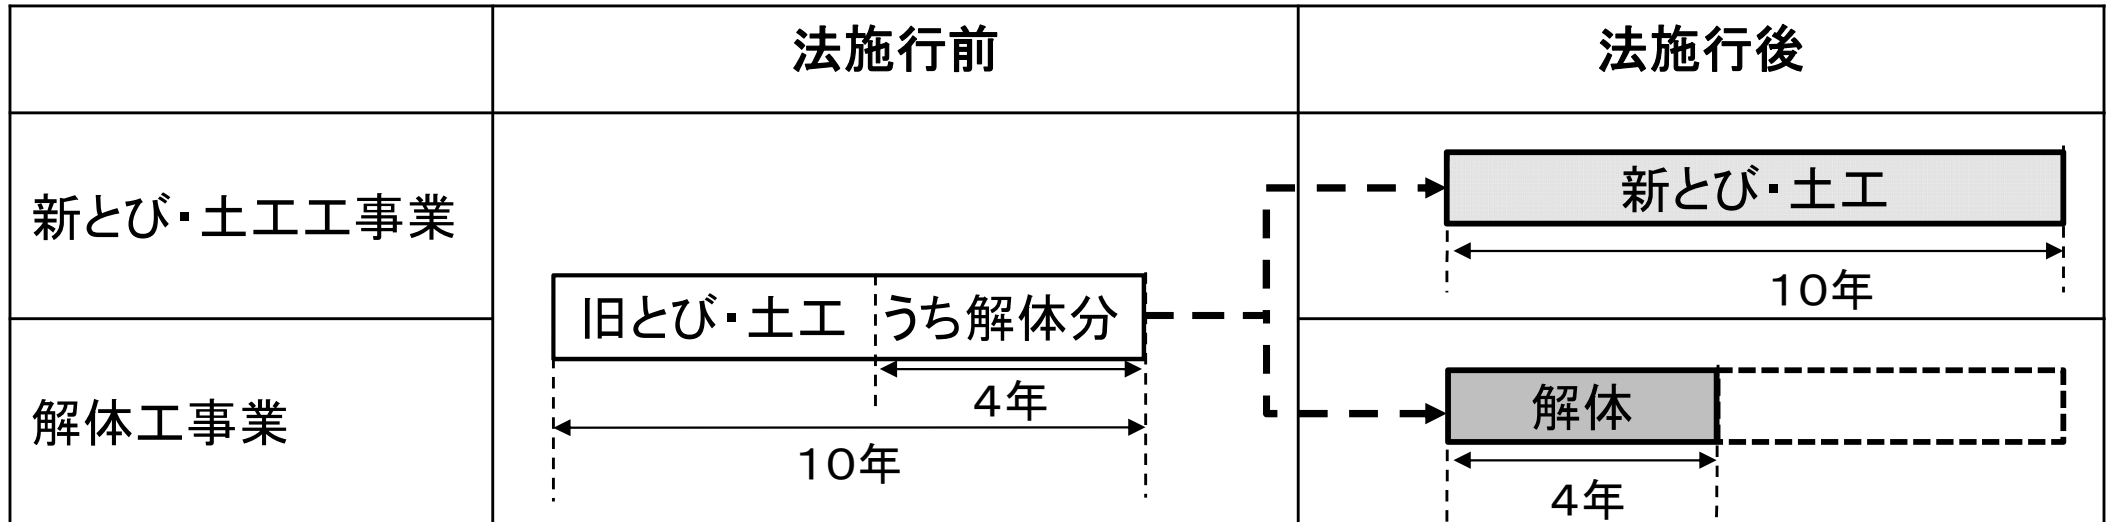 法施行前
法施行後
新とび・土工工事業
新とび・土工
10年
旧とび・土工
うち解体分
4年
10年
解体工事業
解体
4年